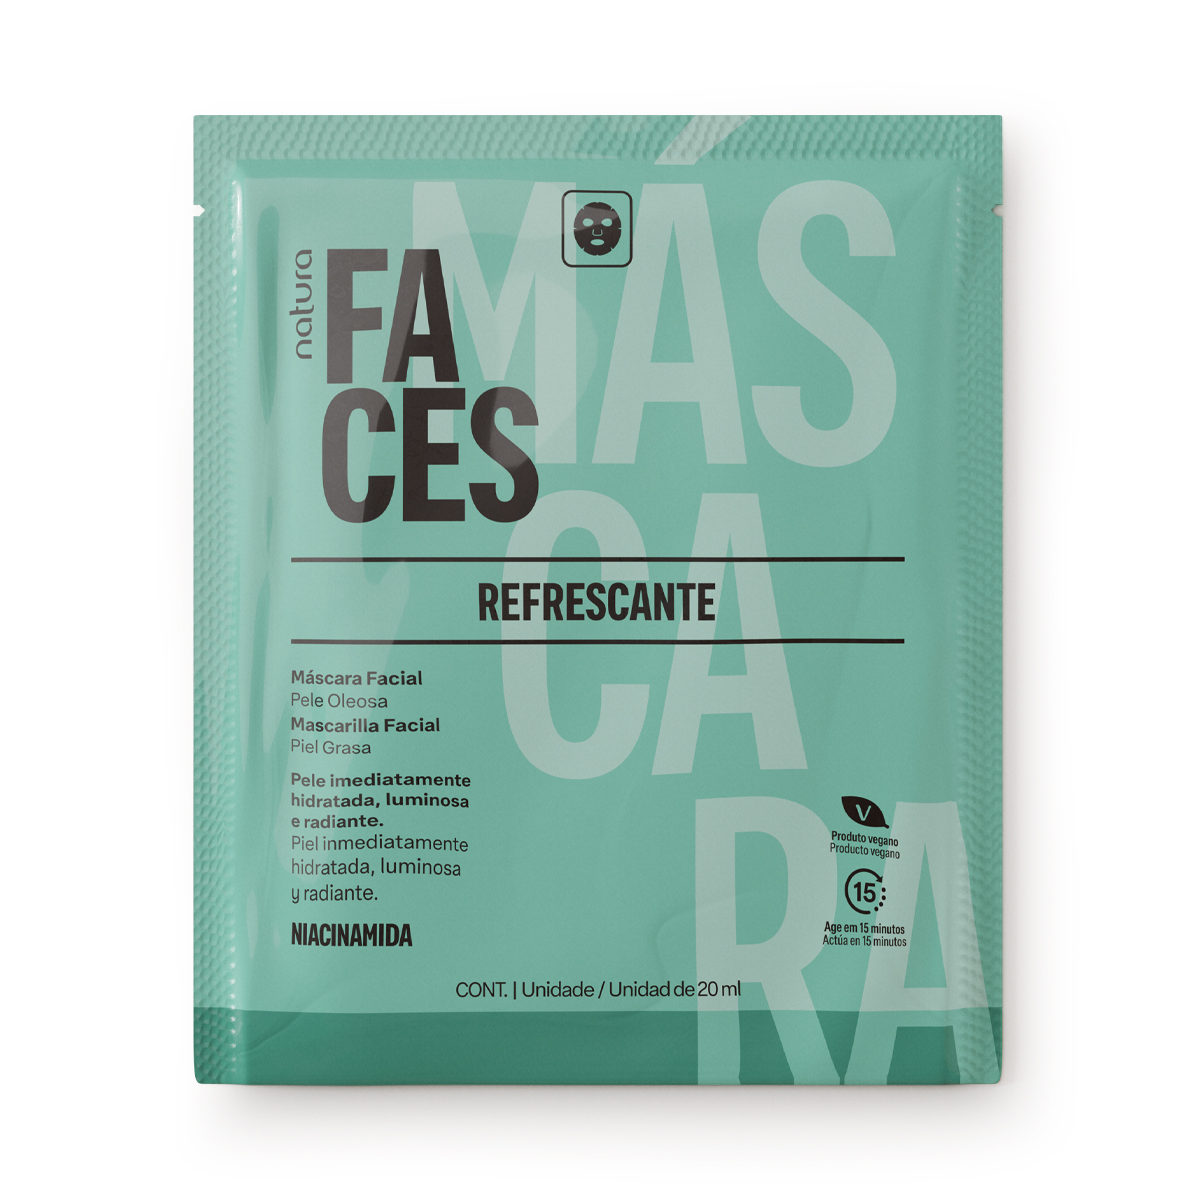 MÁS
CA
RA
natura
FA
CES
REFRESCANTE
Máscara Facial
Pele Oleosa
Mascarilla Facial
Piel Grasa
Pele imediatamente
hidratada, luminosa
e radiante.
Piel inmediatamente
hidratada, luminosa
y radiante.
NIACINAMIDA
V
Produto vegano
Producto vegano
15
Age em 15 minutos
Actúa en 15 minutos
CONT. | Unidade / Unidad de 20 ml